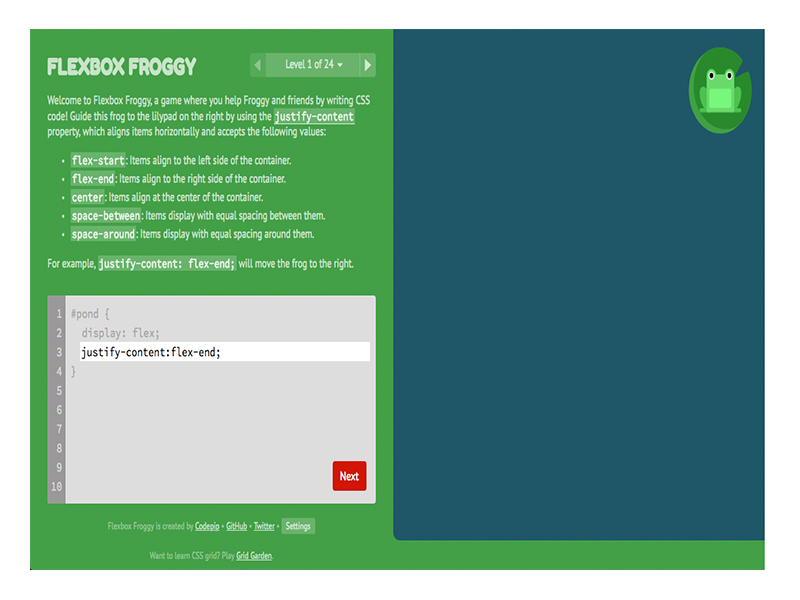 FLEXBOX FROGGY
Level 1 of 24
Welcome to Flexbox Froggy, a game where you help Froggy and friends by writing CSS
code! Guide this frog to the lilypad on the right by using the justify-content
property, which aligns items horizontally and accepts the following values:
• flex-start: Items align to the left side of the container.
• flex-end: Items align to the right side of the container.
• center: Items align at the center of the container.
• space-between: Items display with equal spacing between them.
• space-around: Items display with equal spacing around them.
For example, justify-content: flex-end; will move the frog to the right.
1 #pond {
2 display: flex;
3 justify-content:flex-end;
4 }
5
6
7
8
9
10
Next
Flexbox Froggy is created by Codepip • GitHub • Twitter • Settings
Want to learn CSS grid? Play Grid Garden.